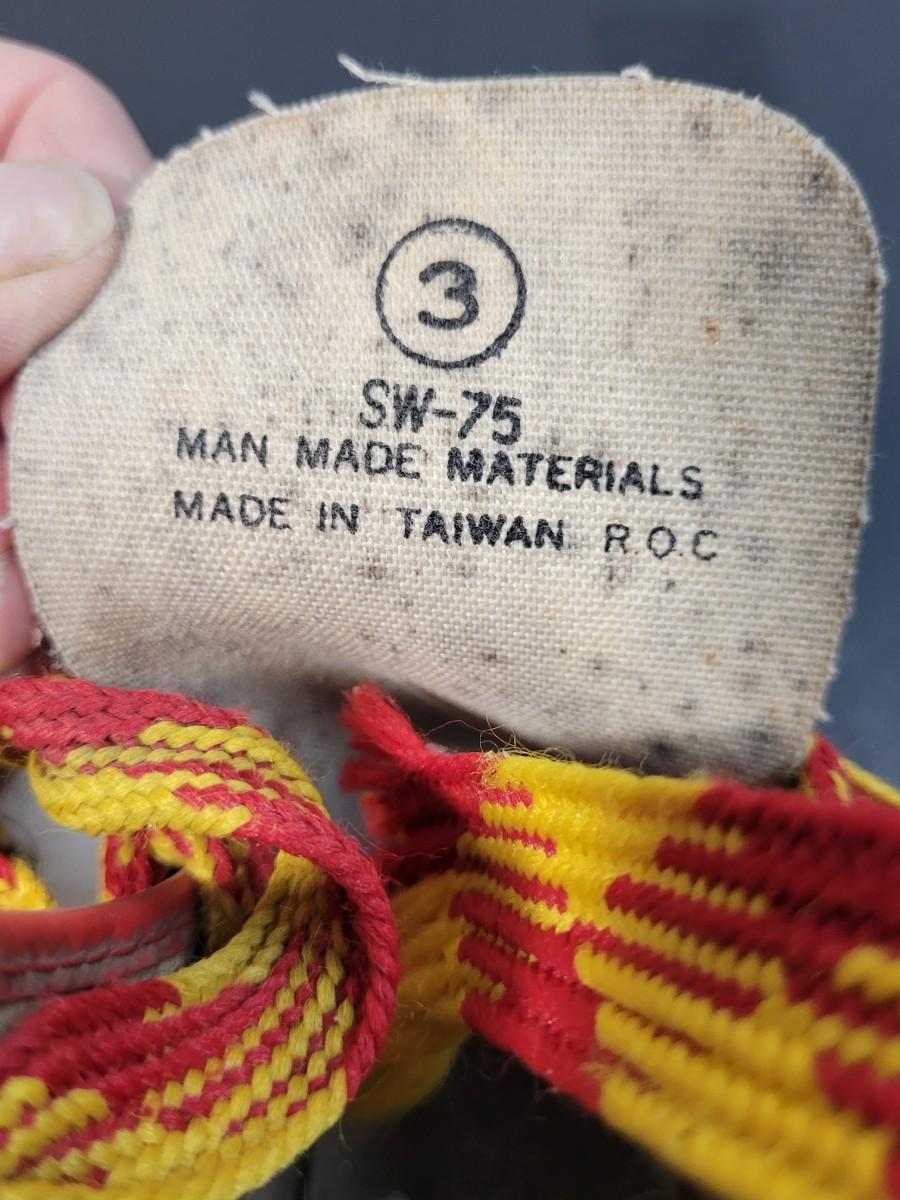 3
SW-75
MAN MADE MATERIALS
MADE IN TAIWAN R.O.C